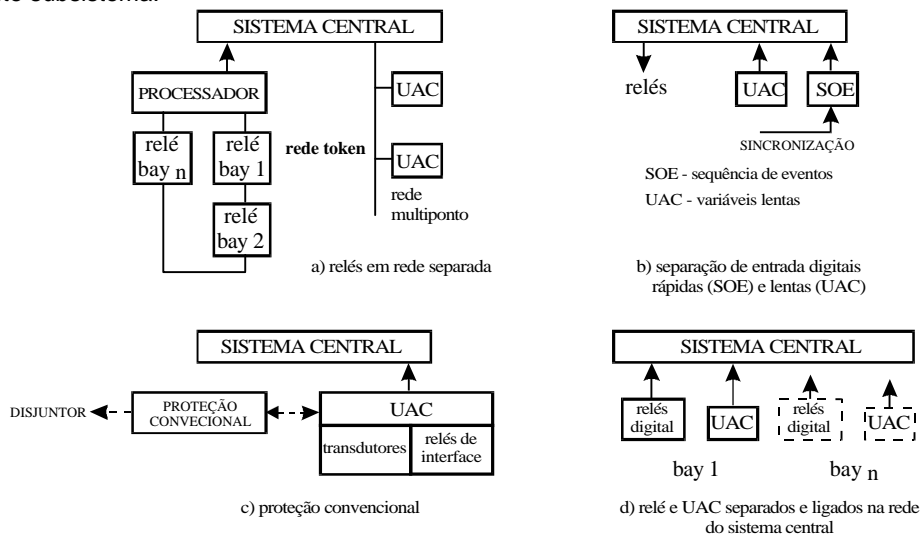 SISTEMA CENTRAL
PROCESSADOR
relé
bay n
relé
bay 1
relé
bay 2
rede token
UAC
UAC
rede
multiponto
a) relés em rede separada
SISTEMA CENTRAL
relés
UAC
SOE
SINCRONIZAÇÃO
SOE - sequência de eventos
UAC - variáveis lentas
b) separação de entrada digitais
rápidas (SOE) e lentas (UAC)
SISTEMA CENTRAL
DISJUNTOR
PROTEÇÃO
CONVECIONAL
UAC
transdutores
relés de
interface
c) proteção convencional
SISTEMA CENTRAL
relés
digital
UAC
relés
digital
UAC
bay 1
bay n
d) relé e UAC separados e ligados na rede
do sistema central